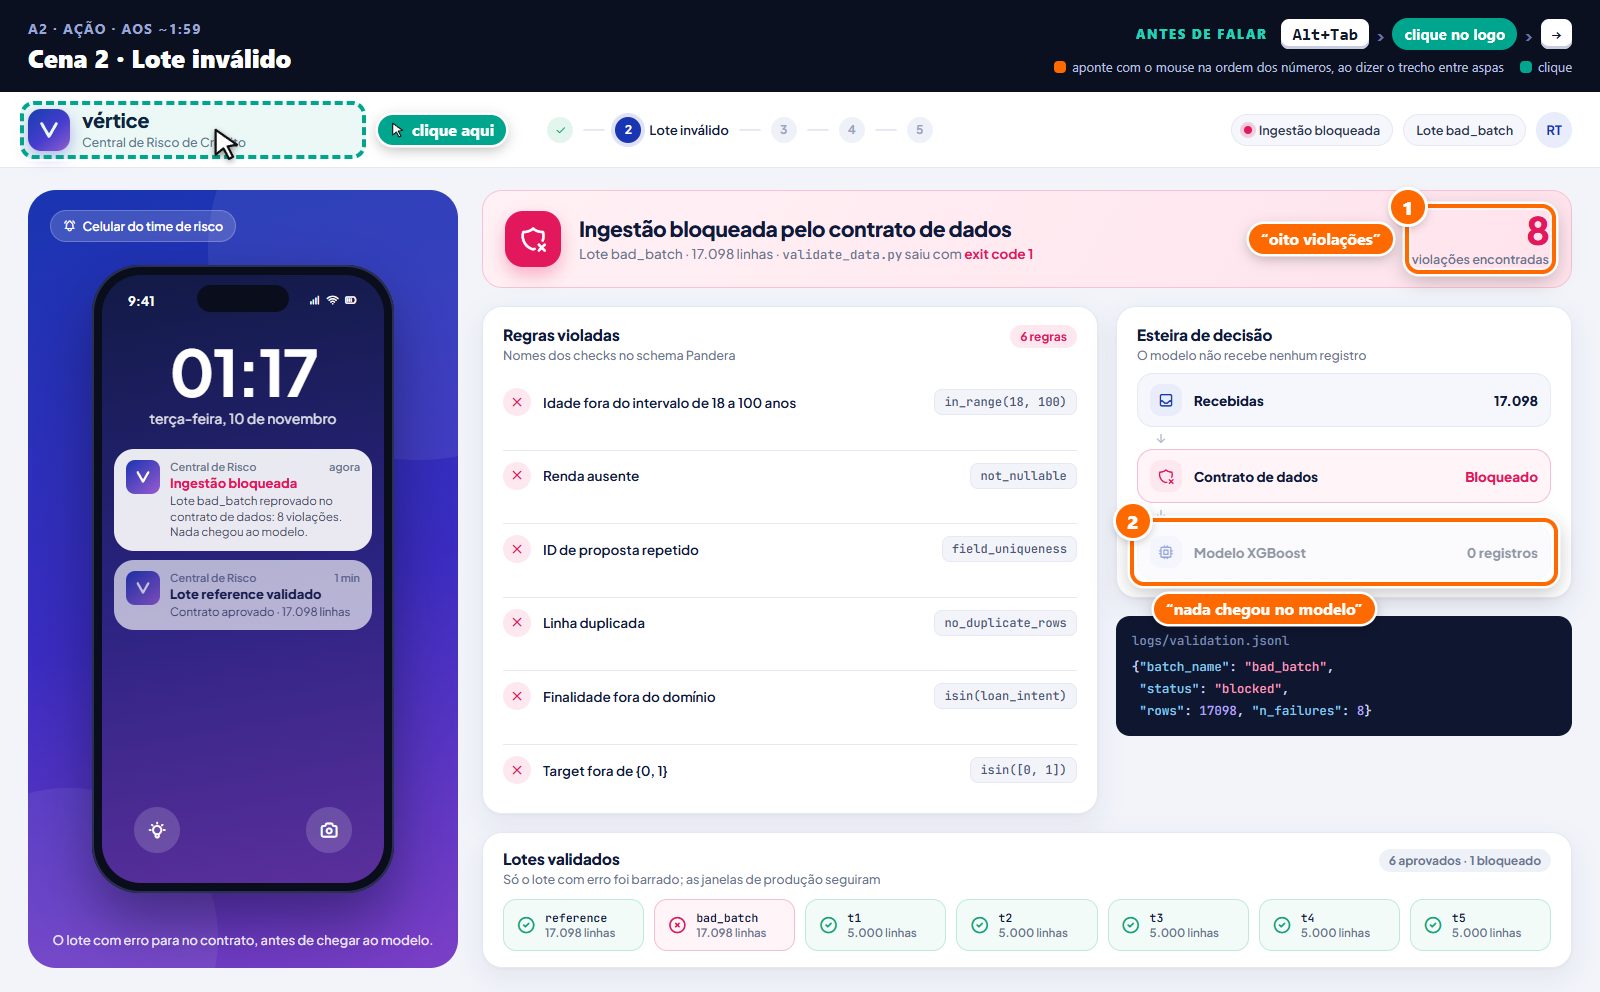 A2 · AÇÃO · AOS ~1:59
Cena 2 · Lote inválido
ANTES DE FALAR Alt+Tab › clique no logo › →
aponte com o mouse na ordem dos números, ao dizer o trecho entre aspas clique
vértice
Central de Risco de
clique aqui
2 Lote inválido 3 4 5
Ingestão bloqueada
Lote bad_batch
RT
Celular do time de risco
9:41
01:17
terça-feira, 10 de novembro
Central de Risco agora
Ingestão bloqueada
Lote bad_batch reprovado no
contrato de dados: 8 violações.
Nada chegou ao modelo.
Central de Risco 1 min
Lote reference validado
Contrato aprovado · 17.098 linhas
O lote com erro para no contrato, antes de chegar ao modelo.
Ingestão bloqueada pelo contrato de dados
Lote bad_batch · 17.098 linhas · validate_data.py saiu com exit code 1
1
“oito violações”
8
violações encontradas
Regras violadas
6 regras
Nomes dos checks no schema Pandera
Idade fora do intervalo de 18 a 100 anos in_range(18, 100)
Renda ausente not_nullable
ID de proposta repetido field_uniqueness
Linha duplicada no_duplicate_rows
Finalidade fora do domínio isin(loan_intent)
Target fora de {0, 1} isin([0, 1])
Esteira de decisão
O modelo não recebe nenhum registro
Recebidas 17.098
Contrato de dados Bloqueado
2
Modelo XGBoost 0 registros
“nada chegou no modelo”
logs/validation.jsonl
{"batch_name": "bad_batch",
"status": "blocked",
"rows": 17098, "n_failures": 8}
Lotes validados
6 aprovados · 1 bloqueado
Só o lote com erro foi barrado; as janelas de produção seguiram
reference
17.098 linhas
bad_batch
17.098 linhas
t1
5.000 linhas
t2
5.000 linhas
t3
5.000 linhas
t4
5.000 linhas
t5
5.000 linhas